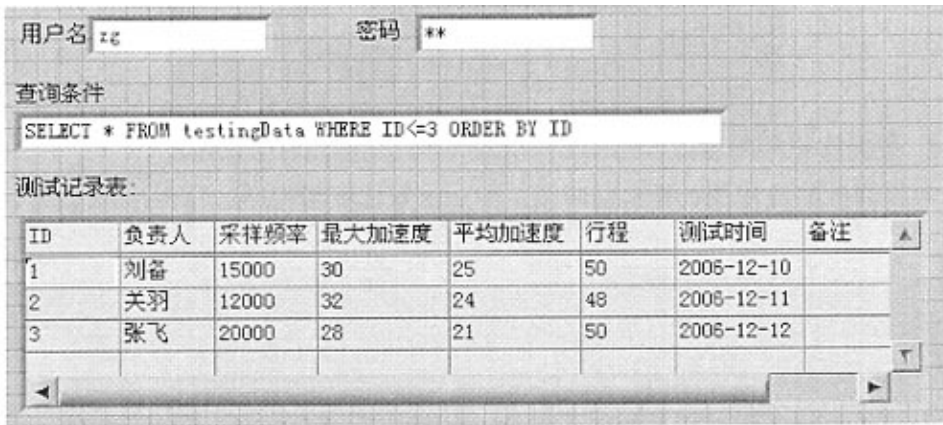 用户名 zg 密码 **
查询条件
SELECT * FROM testingData WHERE ID<=3 ORDER BY ID
测试记录表:
ID 负责人 采样频率 最大加速度 平均加速度 行程 测试时间 备注
1 刘备 15000 30 25 50 2006-12-10
2 关羽 12000 32 24 48 2006-12-11
3 张飞 20000 28 21 50 2006-12-12